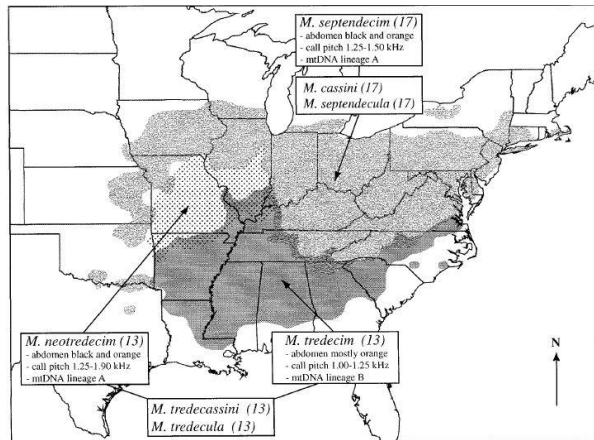 M. septendecim (17)
- abdomen black and orange
- call pitch 1.25-1.50 kHz
- mtDNA lineage A
M. cassini (17)
M. septendecula (17)
M. neotredecim (13)
- abdomen black and orange
- call pitch 1.25-1.90 kHz
- mtDNA lineage A
M. tredecim (13)
- abdomen mostly orange
- call pitch 1.00-1.25 kHz
- mtDNA lineage B
M. tredecassini (13)
M. tredecula (13)
N